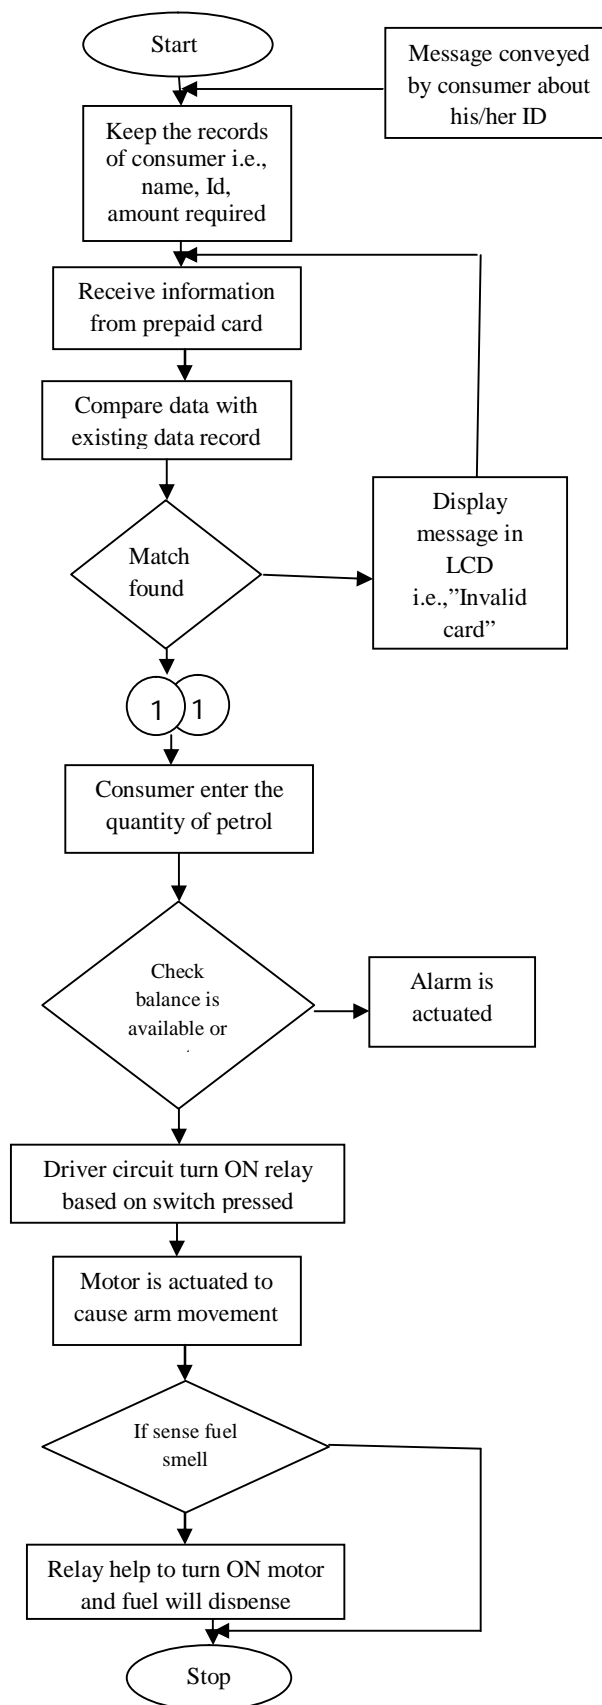 Start
Message conveyed
by consumer about
his/her ID
Keep the records
of consumer i.e.,
name, Id,
amount required
Receive information
from prepaid card
Compare data with
existing data record
Match
found
Display
message in
LCD
i.e.,”Invalid
card”
1 1
Consumer enter the
quantity of petrol
Check
balance is
available or
Alarm is
actuated
Driver circuit turn ON relay
based on switch pressed
Motor is actuated to
cause arm movement
If sense fuel
smell
Relay help to turn ON motor
and fuel will dispense
Stop